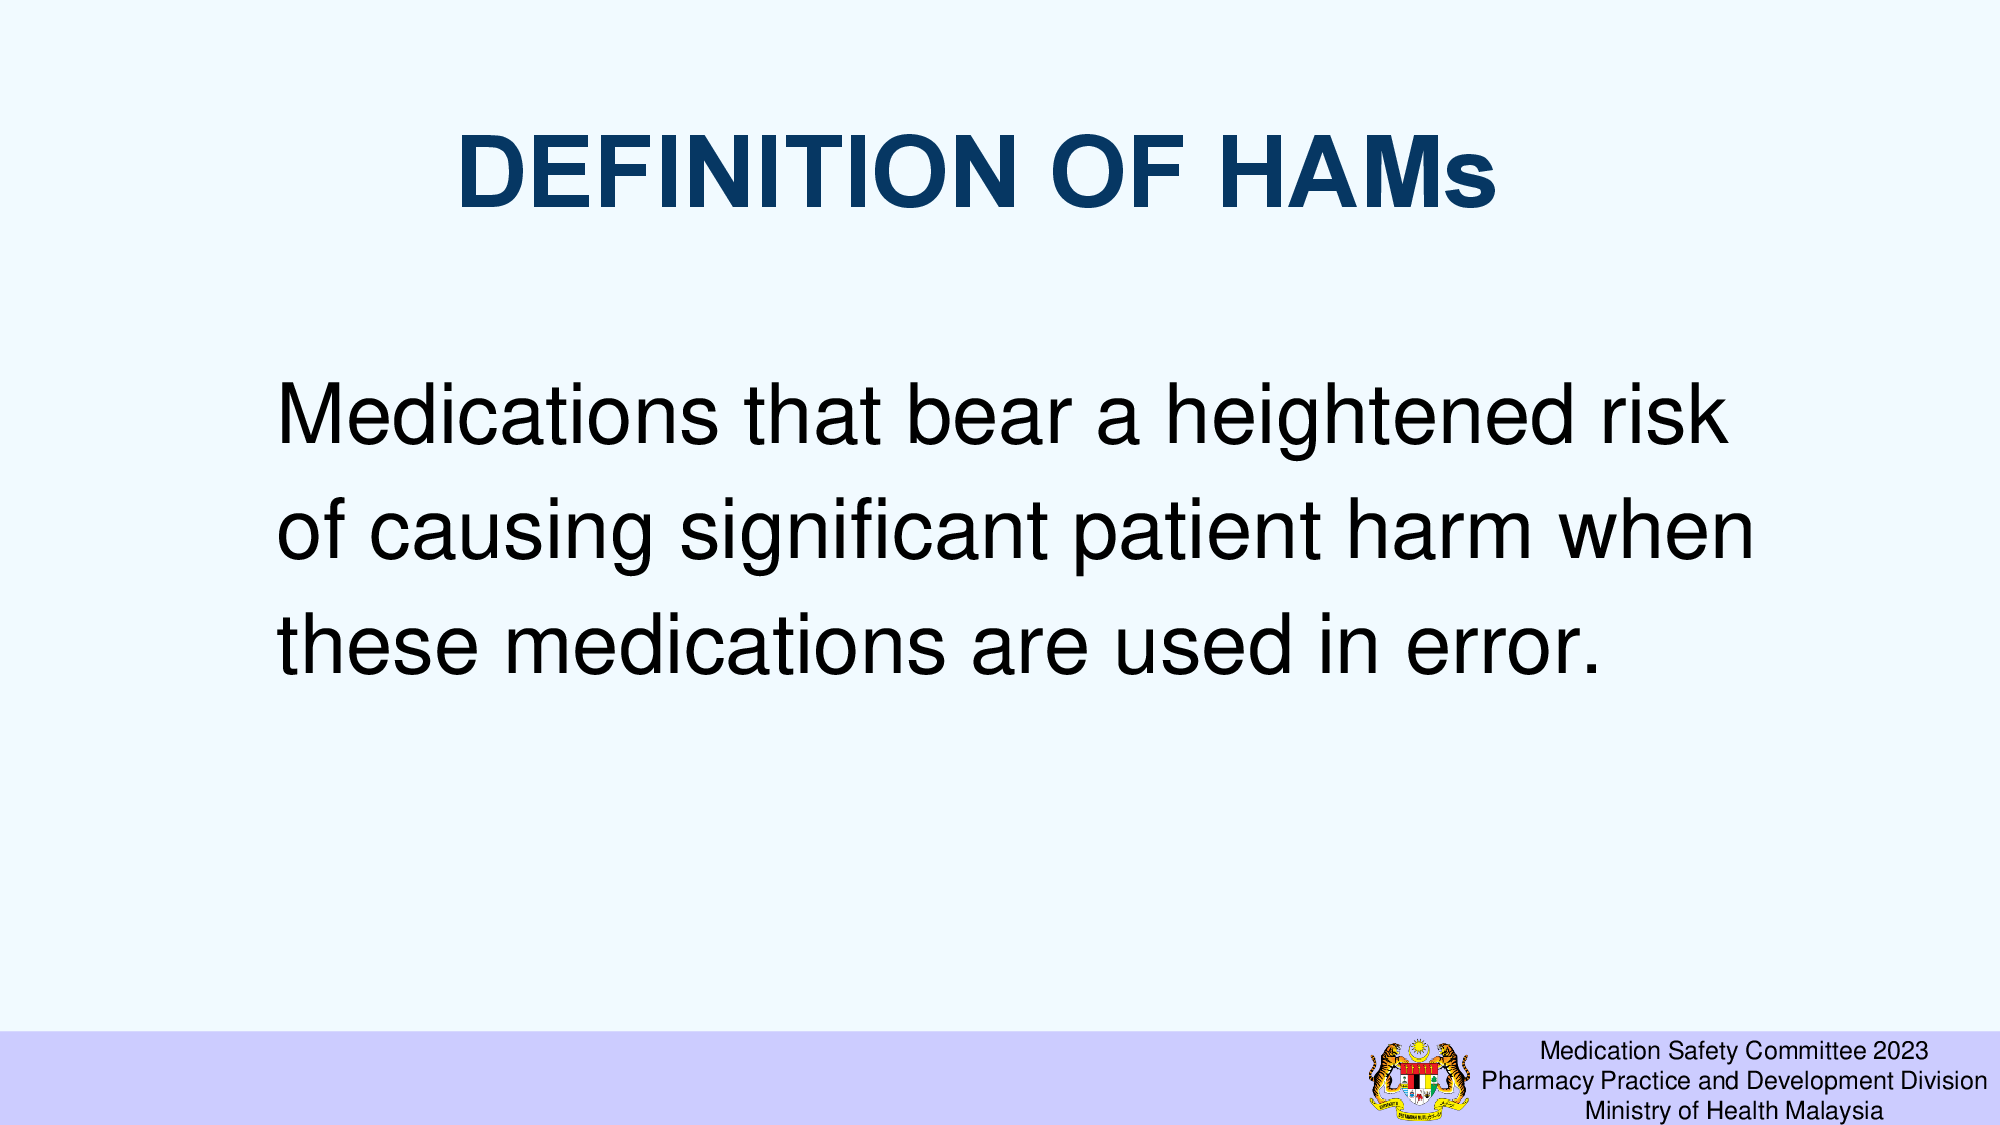 DEFINITION OF HAMs
Medications that bear a heightened risk
of causing significant patient harm when
these medications are used in error.
Medication Safety Committee 2023
Pharmacy Practice and Development Division
Ministry of Health Malaysia